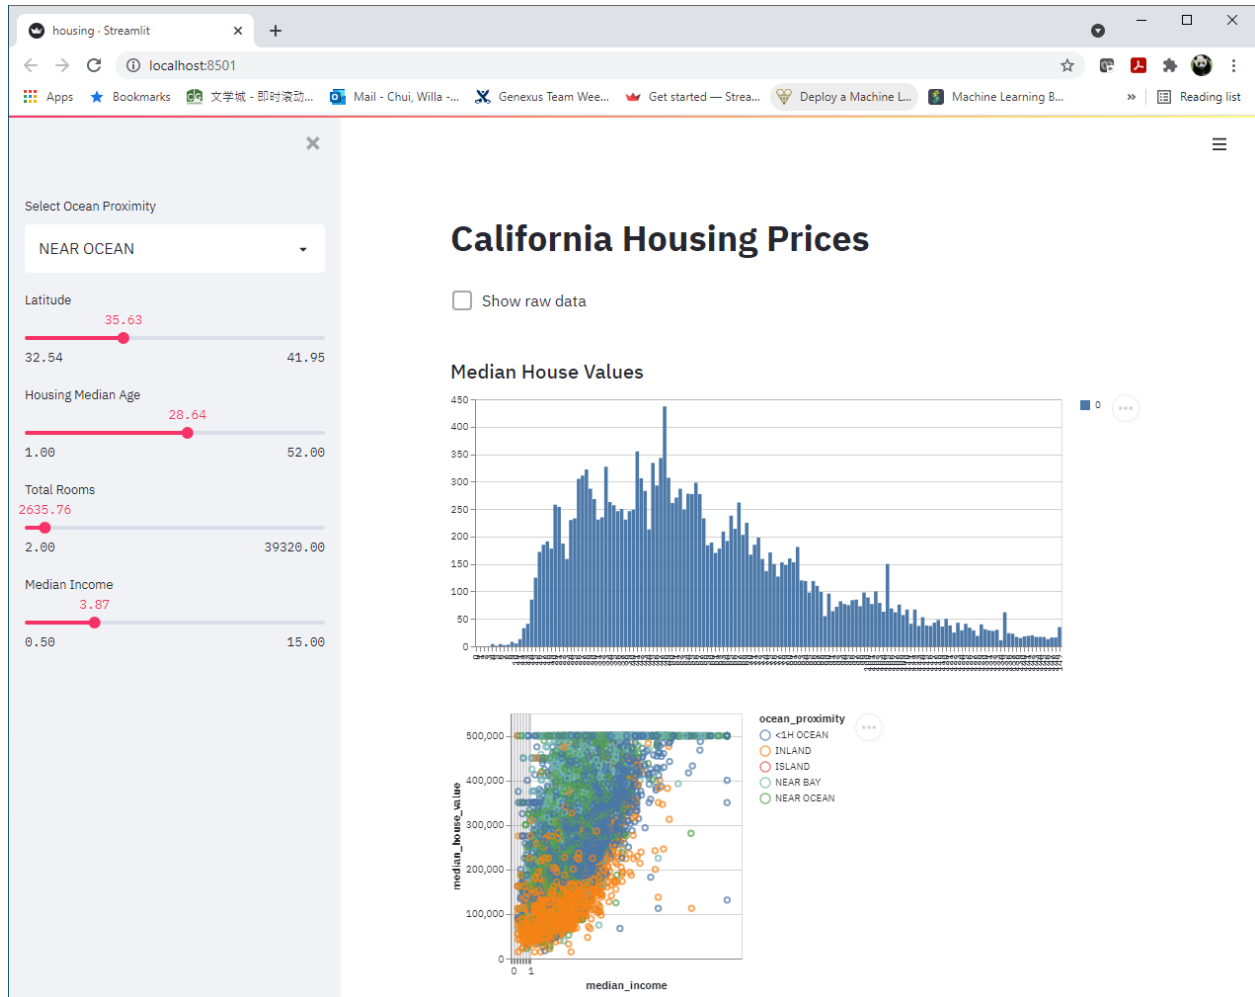 housing · Streamlit
localhost:8501
Apps Bookmarks 文学城 - 即时滚动... Mail - Chui, Willa -... Genexus Team Wee... Get started — Strea... Deploy a Machine L... Machine Learning B... » Reading list
Select Ocean Proximity
NEAR OCEAN
Latitude
35.63
32.54 41.95
Housing Median Age
28.64
1.00 52.00
Total Rooms
2635.76
2.00 39320.00
Median Income
3.87
0.50 15.00
California Housing Prices
Show raw data
Median House Values
450
400
350
300
250
200
150
100
50
0
0
ocean_proximity
<1H OCEAN
INLAND
ISLAND
NEAR BAY
NEAR OCEAN
median_house_value
500,000
400,000
300,000
200,000
100,000
0
0 1
median_income